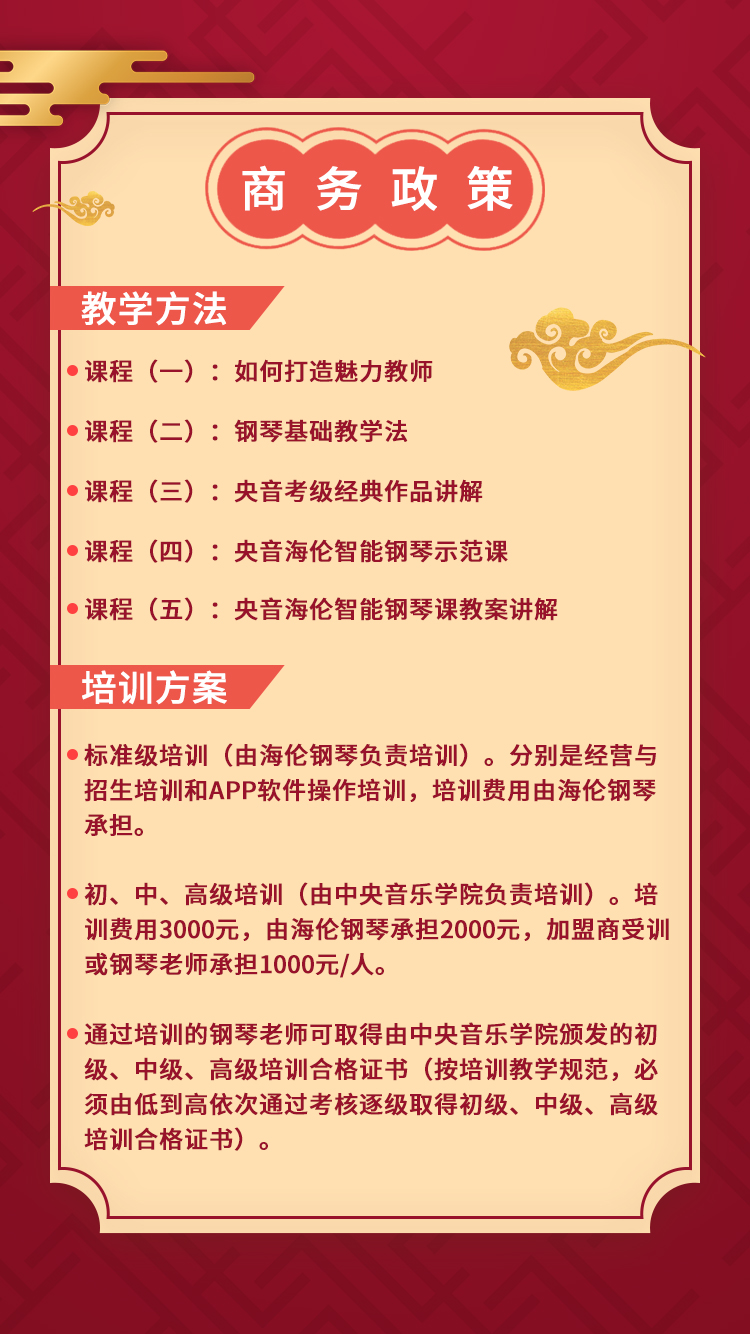 商务政策
教学方法
课程（一）：如何打造魅力教师
课程（二）：钢琴基础教学法
课程（三）：央音考级经典作品讲解
课程（四）：央音海伦智能钢琴示范课
课程（五）：央音海伦智能钢琴课教案讲解
培训方案
标准级培训（由海伦钢琴负责培训）。分别是经营与
招生培训和APP软件操作培训，培训费用由海伦钢琴
承担。
初、中、高级培训（由中央音乐学院负责培训）。培
训费用3000元，由海伦钢琴承担2000元，加盟商受训
或钢琴老师承担1000元/人。
通过培训的钢琴老师可取得由中央音乐学院颁发的初
级、中级、高级培训合格证书（按培训教学规范，必
须由低到高依次通过考核逐级取得初级、中级、高级
培训合格证书）。